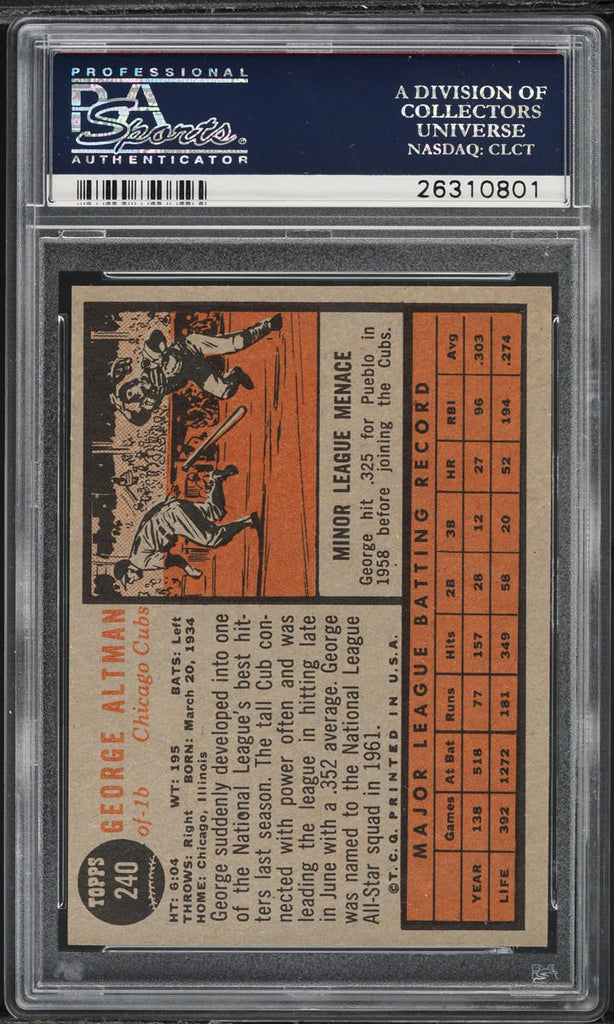 PROFESSIONAL
PSA
Sports.
AUTHENTICATOR
A DIVISION OF
COLLECTORS
UNIVERSE
NASDAQ: CLCT
26310801
TOPPS
240
GEORGE ALTMAN
of-1b Chicago Cubs
HT: 6:04 WT: 195 BATS: Left
THROWS: Right BORN: March 20, 1934
HOME: Chicago, Illinois
George suddenly developed into one
of the National League's best hit-
ters last season. The tall Cub con-
nected with power often and was
leading the league in hitting late
in June with a .352 average. George
was named to the National League
All-Star squad in 1961.
©T.C.G. PRINTED IN U.S.A.
MINOR LEAGUE MENACE
George hit .325 for Pueblo in
1958 before joining the Cubs.
MAJOR LEAGUE BATTING RECORD
Games At Bat Runs Hits 2B 3B HR RBI Avg
YEAR 138 518 77 157 28 12 27 96 .303
LIFE 392 1272 181 349 58 20 52 194 .274